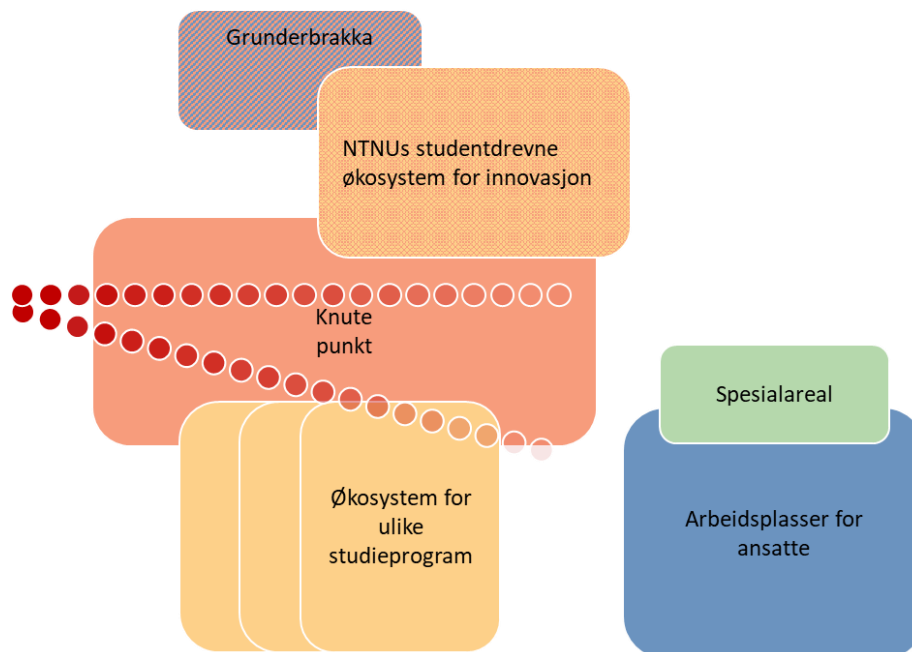 Grunderbrakka
NTNUs studentdrevne
økosystem for innovasjon
Knute
punkt
Spesialareal
Økosystem for
ulike
studieprogram
Arbeidsplasser for
ansatte